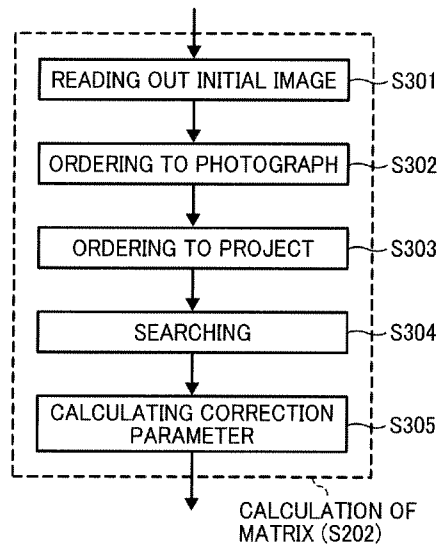 READING OUT INITIAL IMAGE S301
ORDERING TO PHOTOGRAPH S302
ORDERING TO PROJECT S303
SEARCHING S304
CALCULATING CORRECTION
PARAMETER S305
CALCULATION OF
MATRIX (S202)